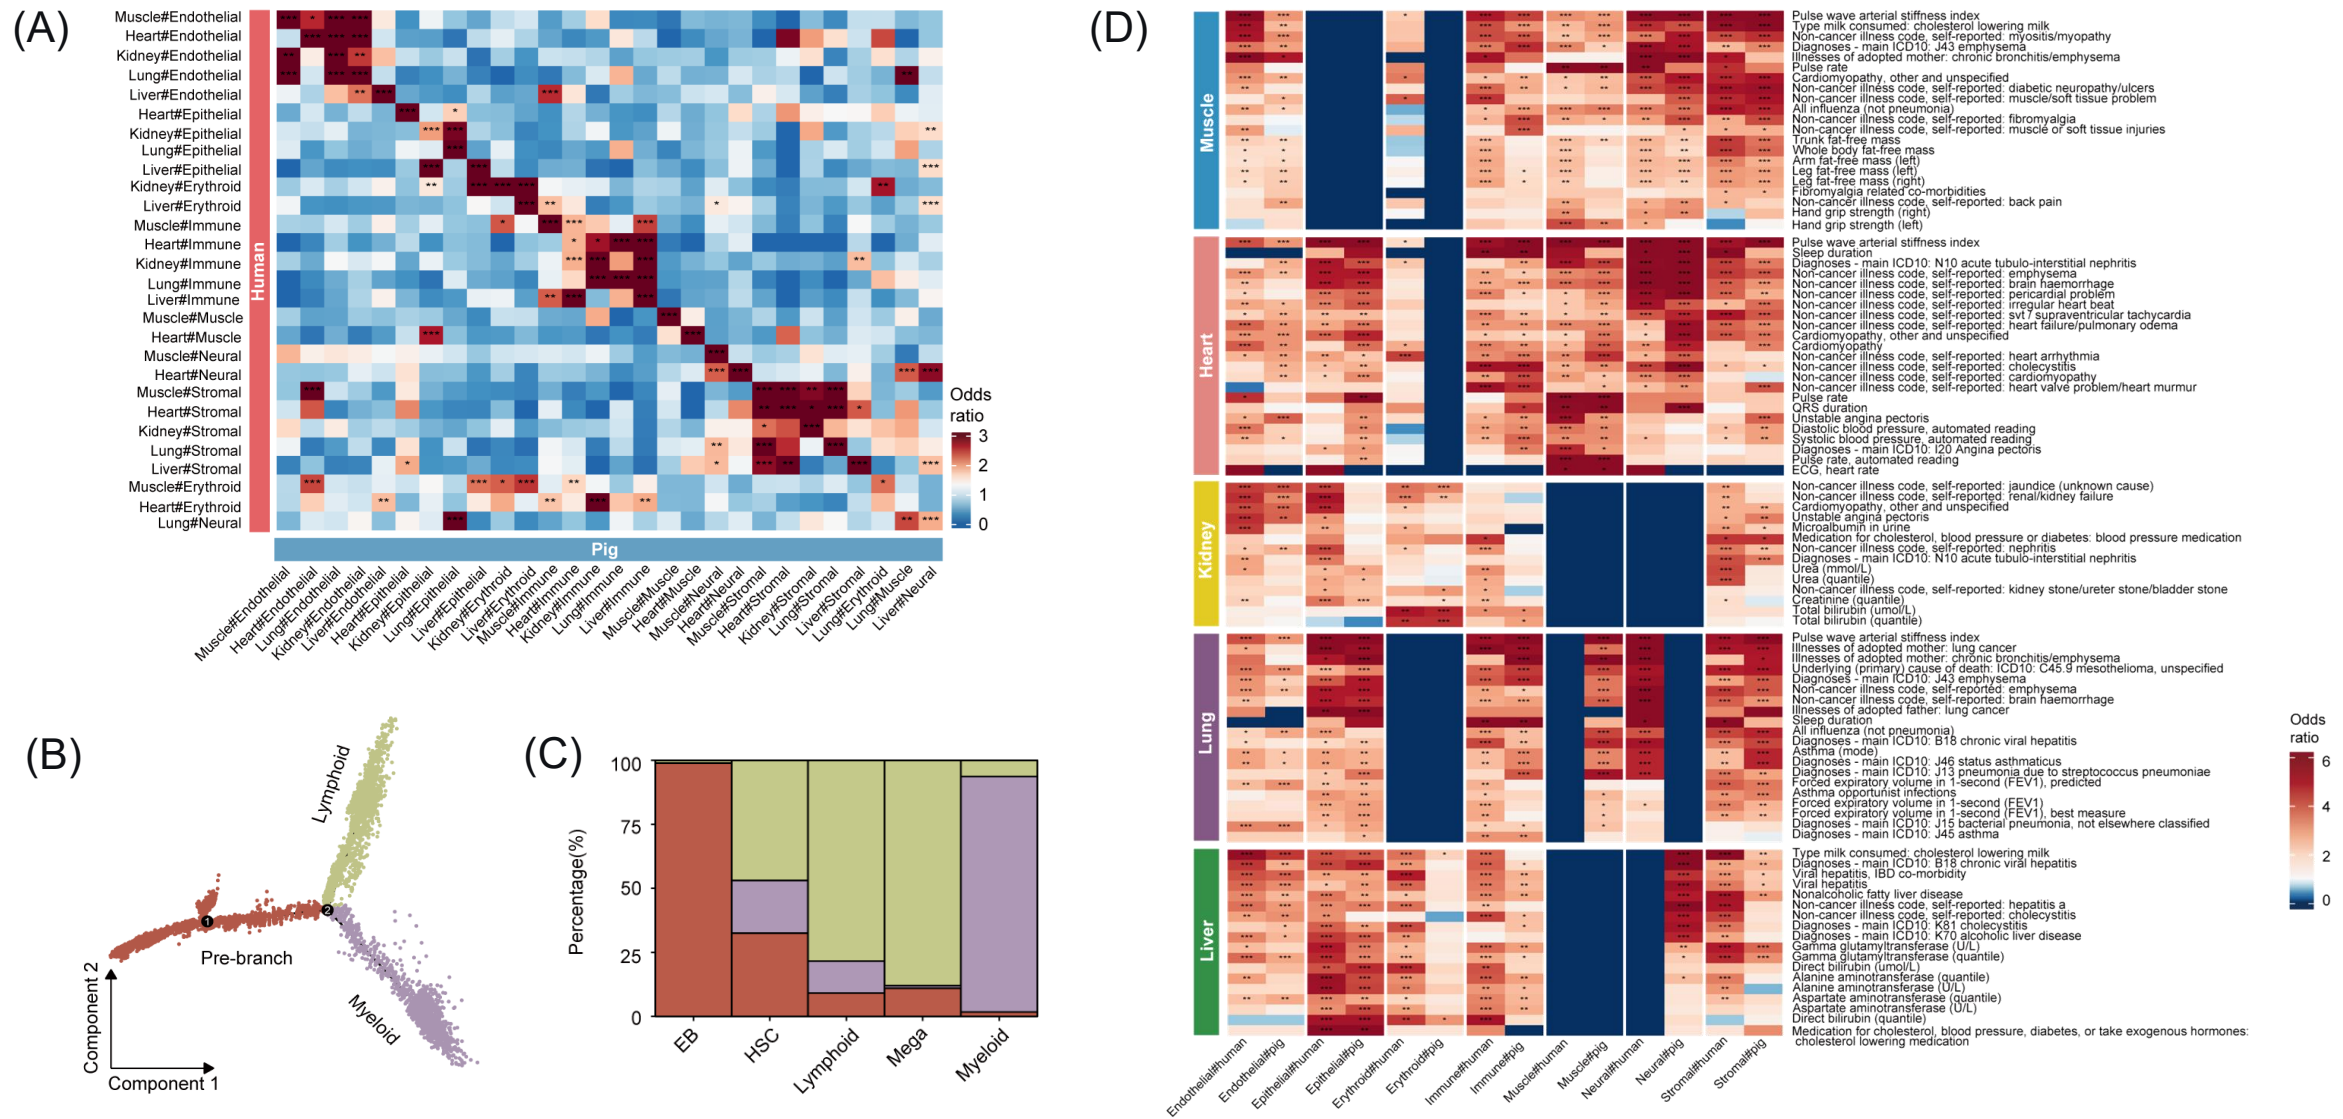 (A)
Human
Muscle#Endothelial
Heart#Endothelial
Kidney#Endothelial
Lung#Endothelial
Liver#Endothelial
Heart#Epithelial
Kidney#Epithelial
Lung#Epithelial
Liver#Epithelial
Kidney#Erythroid
Liver#Erythroid
Muscle#Immune
Heart#Immune
Kidney#Immune
Lung#Immune
Liver#Immune
Muscle#Muscle
Heart#Muscle
Muscle#Neural
Heart#Neural
Muscle#Stromal
Heart#Stromal
Kidney#Stromal
Lung#Stromal
Liver#Stromal
Muscle#Erythroid
Heart#Erythroid
Lung#Neural
Pig
Muscle#Endothelial
Heart#Endothelial
Lung#Endothelial
Kidney#Endothelial
Liver#Endothelial
Heart#Epithelial
Kidney#Epithelial
Lung#Epithelial
Liver#Epithelial
Kidney#Erythroid
Liver#Erythroid
Muscle#Immune
Heart#Immune
Kidney#Immune
Lung#Immune
Liver#Immune
Muscle#Muscle
Heart#Muscle
Muscle#Neural
Heart#Neural
Muscle#Stromal
Heart#Stromal
Kidney#Stromal
Lung#Stromal
Liver#Stromal
Lung#Erythroid
Lung#Muscle
Liver#Neural
Odds
ratio
3
2
1
0
(B)
Lymphoid
1
2
Pre-branch
Myeloid
Component 2
Component 1
(C)
Percentage(%)
100
75
50
25
0
EB
HSC
Lymphoid
Mega
Myeloid
(D)
Muscle
Pulse wave arterial stiffness index
Type milk consumed: cholesterol lowering milk
Non-cancer illness code, self-reported: myositis/myopathy
Diagnoses - main ICD10: J43 emphysema
Illnesses of adopted mother: chronic bronchitis/emphysema
Pulse rate
Cardiomyopathy, other and unspecified
Non-cancer illness code, self-reported: diabetic neuropathy/ulcers
Non-cancer illness code, self-reported: muscle/soft tissue problem
All influenza (not pneumonia)
Non-cancer illness code, self-reported: fibromyalgia
Non-cancer illness code, self-reported: muscle or soft tissue injuries
Trunk fat-free mass
Whole body fat-free mass
Arm fat-free mass (left)
Leg fat-free mass (left)
Leg fat-free mass (right)
Fibromyalgia related co-morbidities
Non-cancer illness code, self-reported: back pain
Hand grip strength (right)
Hand grip strength (left)
Heart
Pulse wave arterial stiffness index
Sleep duration
Diagnoses - main ICD10: N10 acute tubulo-interstitial nephritis
Non-cancer illness code, self-reported: emphysema
Non-cancer illness code, self-reported: brain haemorrhage
Non-cancer illness code, self-reported: pericardial problem
Non-cancer illness code, self-reported: irregular heart beat
Non-cancer illness code, self-reported: svt / supraventricular tachycardia
Non-cancer illness code, self-reported: heart failure/pulmonary odema
Cardiomyopathy, other and unspecified
Cardiomyopathy
Non-cancer illness code, self-reported: heart arrhythmia
Non-cancer illness code, self-reported: cholecystitis
Non-cancer illness code, self-reported: cardiomyopathy
Non-cancer illness code, self-reported: heart valve problem/heart murmur
Pulse rate
QRS duration
Unstable angina pectoris
Diastolic blood pressure, automated reading
Systolic blood pressure, automated reading
Diagnoses - main ICD10: I20 Angina pectoris
Pulse rate, automated reading
ECG, heart rate
Kidney
Non-cancer illness code, self-reported: jaundice (unknown cause)
Non-cancer illness code, self-reported: renal/kidney failure
Cardiomyopathy, other and unspecified
Unstable angina pectoris
Microalbumin in urine
Medication for cholesterol, blood pressure or diabetes: blood pressure medication
Non-cancer illness code, self-reported: nephritis
Diagnoses - main ICD10: N10 acute tubulo-interstitial nephritis
Urea (mmol/L)
Urea (quantile)
Non-cancer illness code, self-reported: kidney stone/ureter stone/bladder stone
Creatinine (quantile)
Total bilirubin (umol/L)
Total bilirubin (quantile)
Lung
Pulse wave arterial stiffness index
Illnesses of adopted mother: lung cancer
Illnesses of adopted mother: chronic bronchitis/emphysema
Underlying (primary) cause of death: ICD10: C45.9 mesothelioma, unspecified
Diagnoses - main ICD10: J43 emphysema
Non-cancer illness code, self-reported: emphysema
Non-cancer illness code, self-reported: brain haemorrhage
Illnesses of adopted father: lung cancer
Sleep duration
All influenza (not pneumonia)
Diagnoses - main ICD10: B18 chronic viral hepatitis
Asthma (mode)
Diagnoses - main ICD10: J46 status asthmaticus
Diagnoses - main ICD10: J13 pneumonia due to streptococcus pneumoniae
Forced expiratory volume in 1-second (FEV1), predicted
Asthma opportunist infections
Forced expiratory volume in 1-second (FEV1)
Forced expiratory volume in 1-second (FEV1), best measure
Diagnoses - main ICD10: J15 bacterial pneumonia, not elsewhere classified
Diagnoses - main ICD10: J45 asthma
Liver
Type milk consumed: cholesterol lowering milk
Diagnoses - main ICD10: B18 chronic viral hepatitis
Viral hepatitis, IBD co-morbidity
Viral hepatitis
Nonalcoholic fatty liver disease
Non-cancer illness code, self-reported: hepatitis a
Non-cancer illness code, self-reported: cholecystitis
Diagnoses - main ICD10: K81 cholecystitis
Diagnoses - main ICD10: K70 alcoholic liver disease
Gamma glutamyltransferase (U/L)
Gamma glutamyltransferase (quantile)
Direct bilirubin (umol/L)
Alanine aminotransferase (quantile)
Alanine aminotransferase (U/L)
Aspartate aminotransferase (quantile)
Aspartate aminotransferase (U/L)
Direct bilirubin (quantile)
Medication for cholesterol, blood pressure, diabetes, or take exogenous hormones:
cholesterol lowering medication
Endothelial#human
Endothelial#pig
Epithelial#human
Epithelial#pig
Erythroid#human
Erythroid#pig
Immune#human
Immune#pig
Muscle#human
Muscle#pig
Neural#human
Neural#pig
Stromal#human
Stromal#pig
Odds
ratio
6
4
2
0